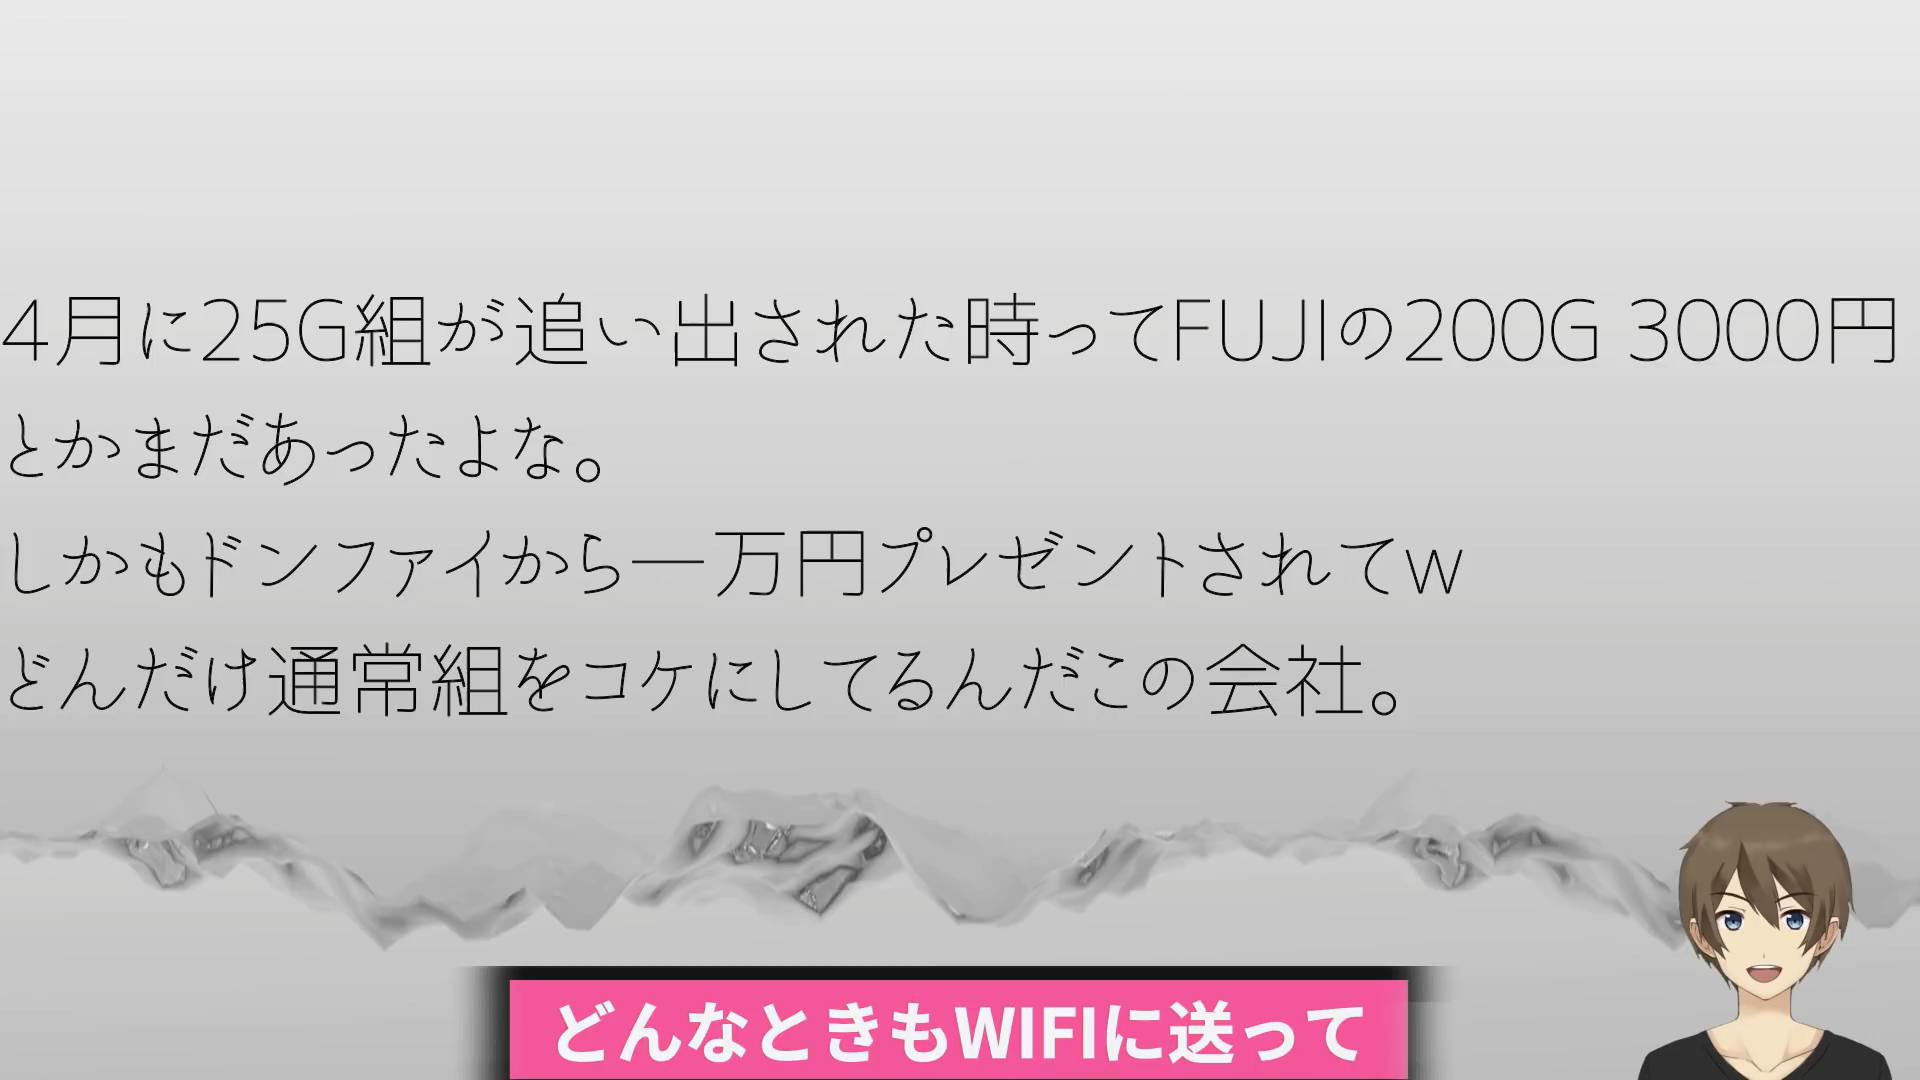 4月に25G組が追い出された時ってFUJIの200G 3000円
とかまだあったよな。
しかもドンファイから一万円プレゼントされてw
どんだけ通常組をコケにしてるんだこの会社。
どんなときもWIFIに送って